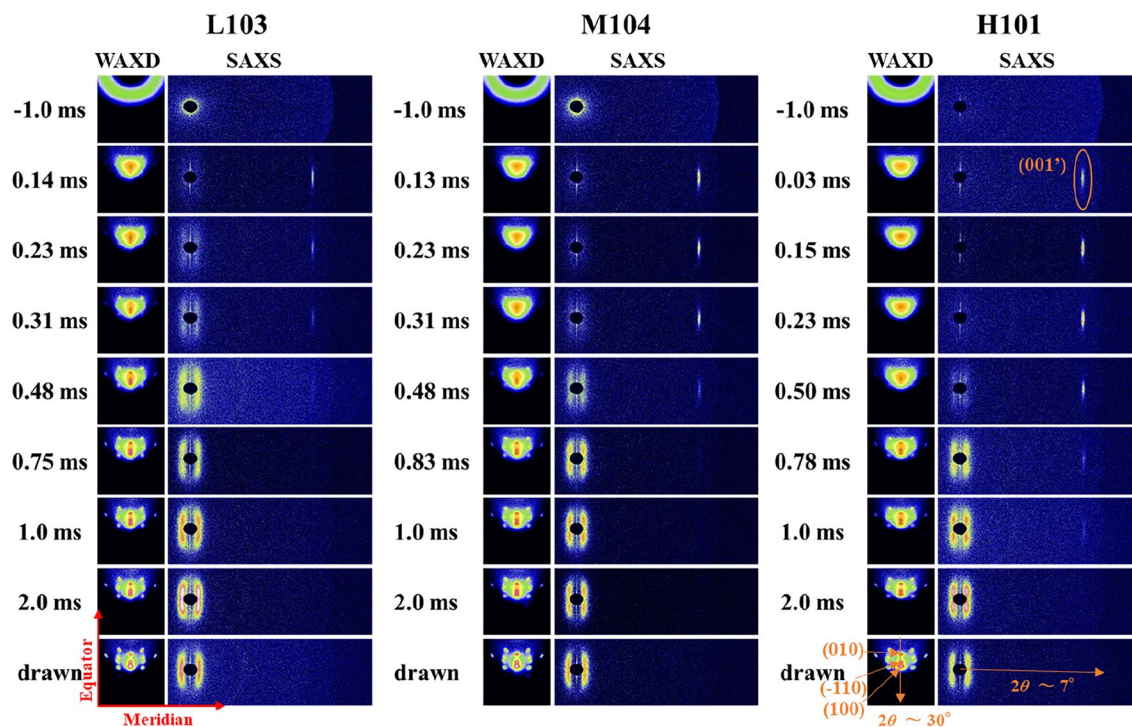 L103 M104 H101
WAXD SAXS WAXD SAXS WAXD SAXS
-1.0 ms -1.0 ms -1.0 ms
0.14 ms 0.13 ms 0.03 ms (001')
0.23 ms 0.23 ms 0.15 ms
0.31 ms 0.31 ms 0.23 ms
0.48 ms 0.48 ms 0.50 ms
0.75 ms 0.83 ms 0.78 ms
1.0 ms 1.0 ms 1.0 ms
2.0 ms 2.0 ms 2.0 ms
drawn drawn drawn
Equator
Meridian
(010)
(-110)
(100)
2θ ～ 7°
2θ ～ 30°